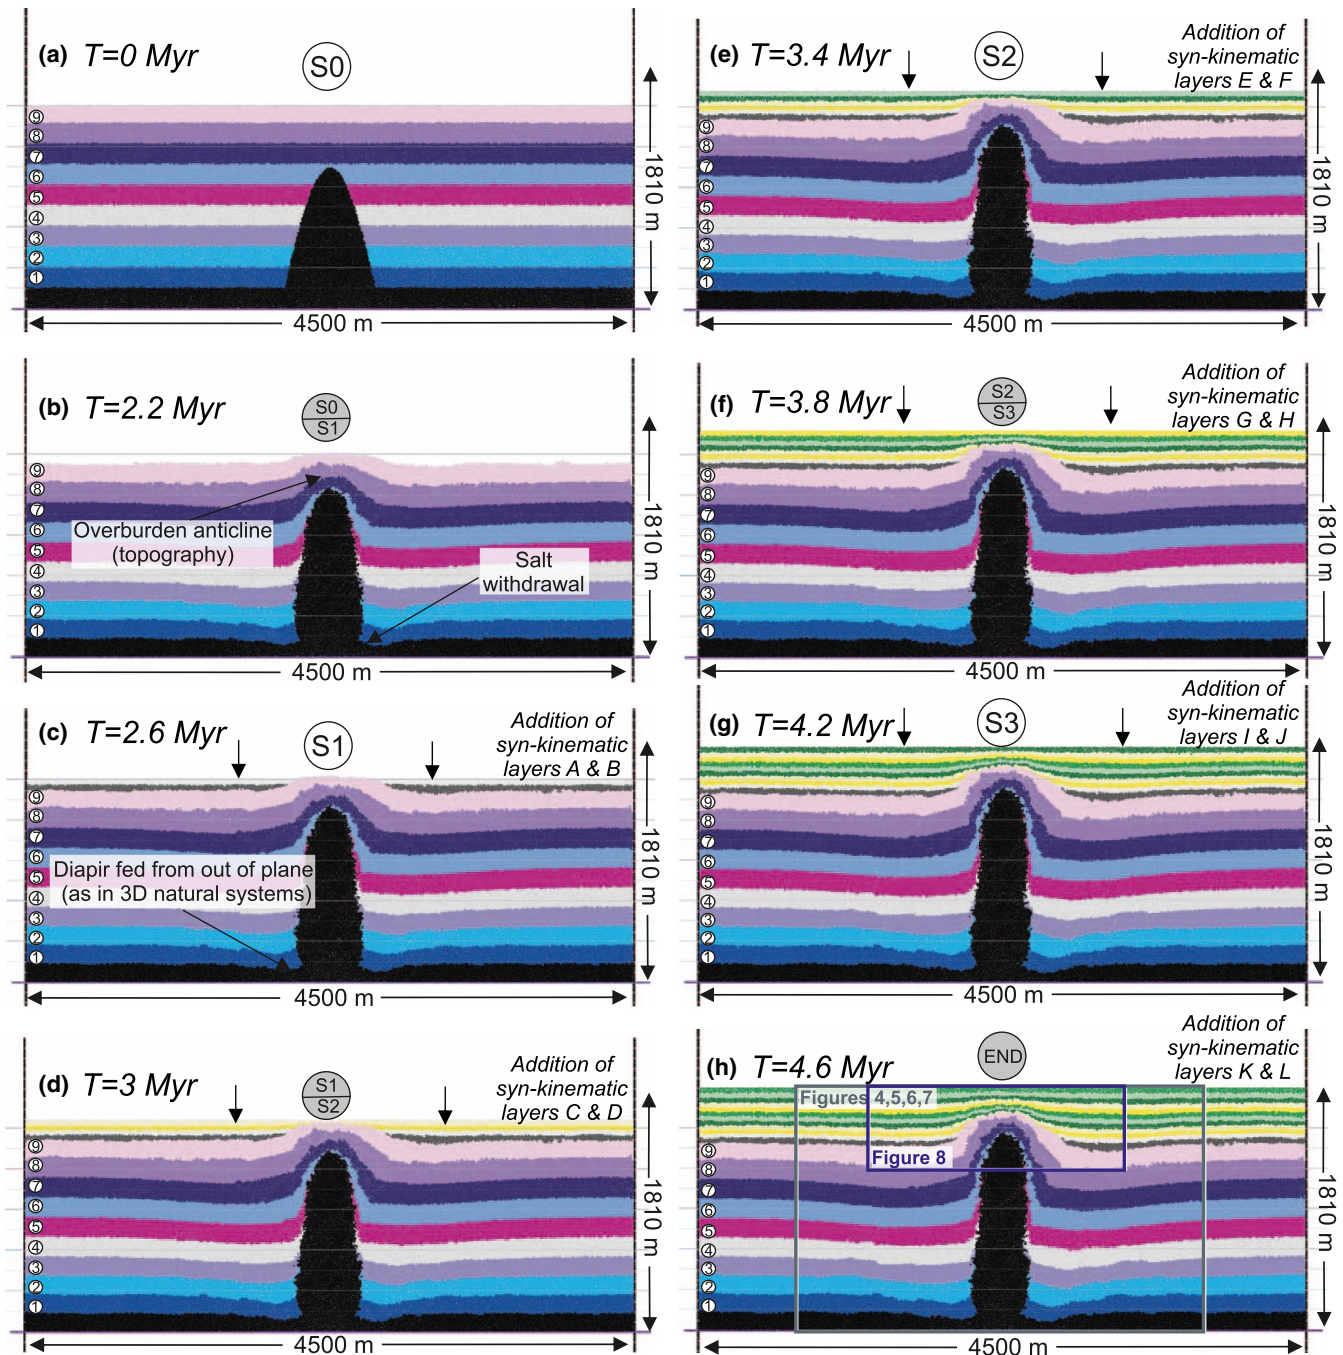 (a) T=0 Myr
S0
⑨
⑧
⑦
⑥
⑤
④
③
②
①
1810 m
4500 m
(b) T=2.2 Myr
S0
S1
⑨
⑧
⑦
⑥
⑤
④
③
②
①
Overburden anticline
(topography)
Salt
withdrawal
1810 m
4500 m
(c) T=2.6 Myr
S1
Addition of
syn-kinematic
layers A & B
⑨
⑧
⑦
⑥
⑤
④
③
②
①
Diapir fed from out of plane
(as in 3D natural systems)
1810 m
4500 m
(d) T=3 Myr
S1
S2
Addition of
syn-kinematic
layers C & D
⑨
⑧
⑦
⑥
⑤
④
③
②
①
1810 m
4500 m
(e) T=3.4 Myr
S2
Addition of
syn-kinematic
layers E & F
⑨
⑧
⑦
⑥
⑤
④
③
②
①
1810 m
4500 m
(f) T=3.8 Myr
S2
S3
Addition of
syn-kinematic
layers G & H
⑨
⑧
⑦
⑥
⑤
④
③
②
①
1810 m
4500 m
(g) T=4.2 Myr
S3
Addition of
syn-kinematic
layers I & J
⑨
⑧
⑦
⑥
⑤
④
③
②
①
1810 m
4500 m
(h) T=4.6 Myr
END
Addition of
syn-kinematic
layers K & L
Figures 4,5,6,7
Figure 8
⑨
⑧
⑦
⑥
⑤
④
③
②
①
1810 m
4500 m